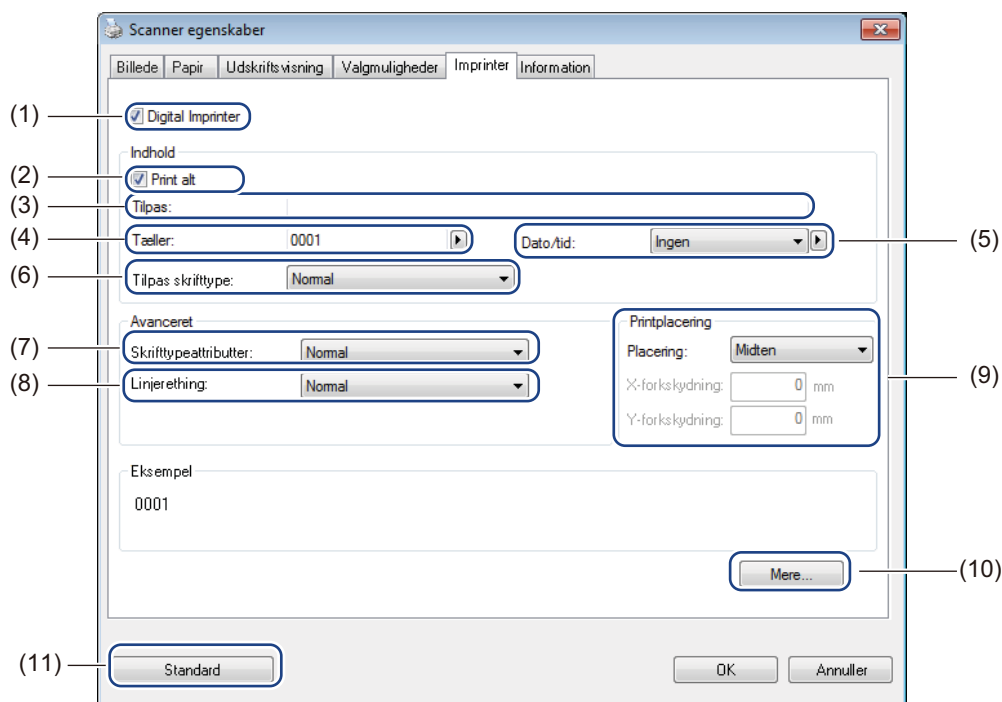 Scanner egenskaber
Billede Papir Udskriftsvisning Valgmuligheder Imprinter Information
(1) Digital Imprinter
Indhold
(2) Print alt
(3) Tilpas:
(4) Tæller: 0001 Dato/tid: Ingen (5)
(6) Tilpas skrifttype: Normal
Avanceret Printplacering
(7) Skrifttypeattributter: Normal Placering: Midten
(8) Linjerething: Normal X-forkskydning: 0 mm (9)
Y-forkskydning: 0 mm
Eksempel
0001
Mere... (10)
(11) Standard OK Annuller